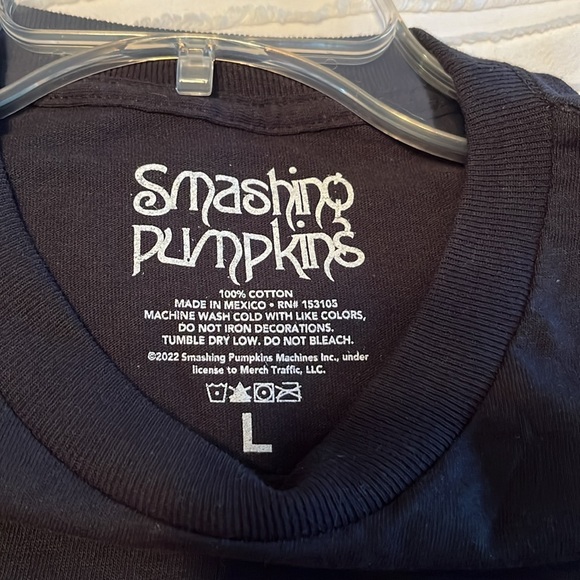 Smashing
pumpkins
100% COTTON
MADE IN MEXICO • RN# 153105
MACHINE WASH COLD WITH LIKE COLORS,
DO NOT IRON DECORATIONS.
TUMBLE DRY LOW. DO NOT BLEACH.
©2022 Smashing Pumpkins Machines Inc., under
license to Merch Traffic, LLC.
L